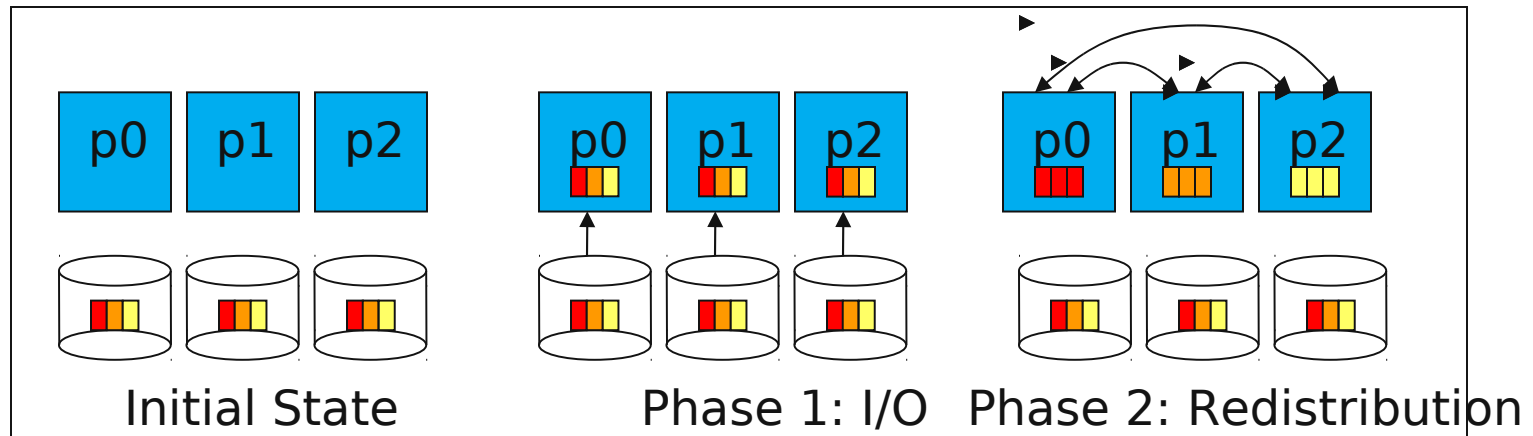 p0 p1 p2 p0 p1 p2 p0 p1 p2
Initial State Phase 1: I/O Phase 2: Redistribution